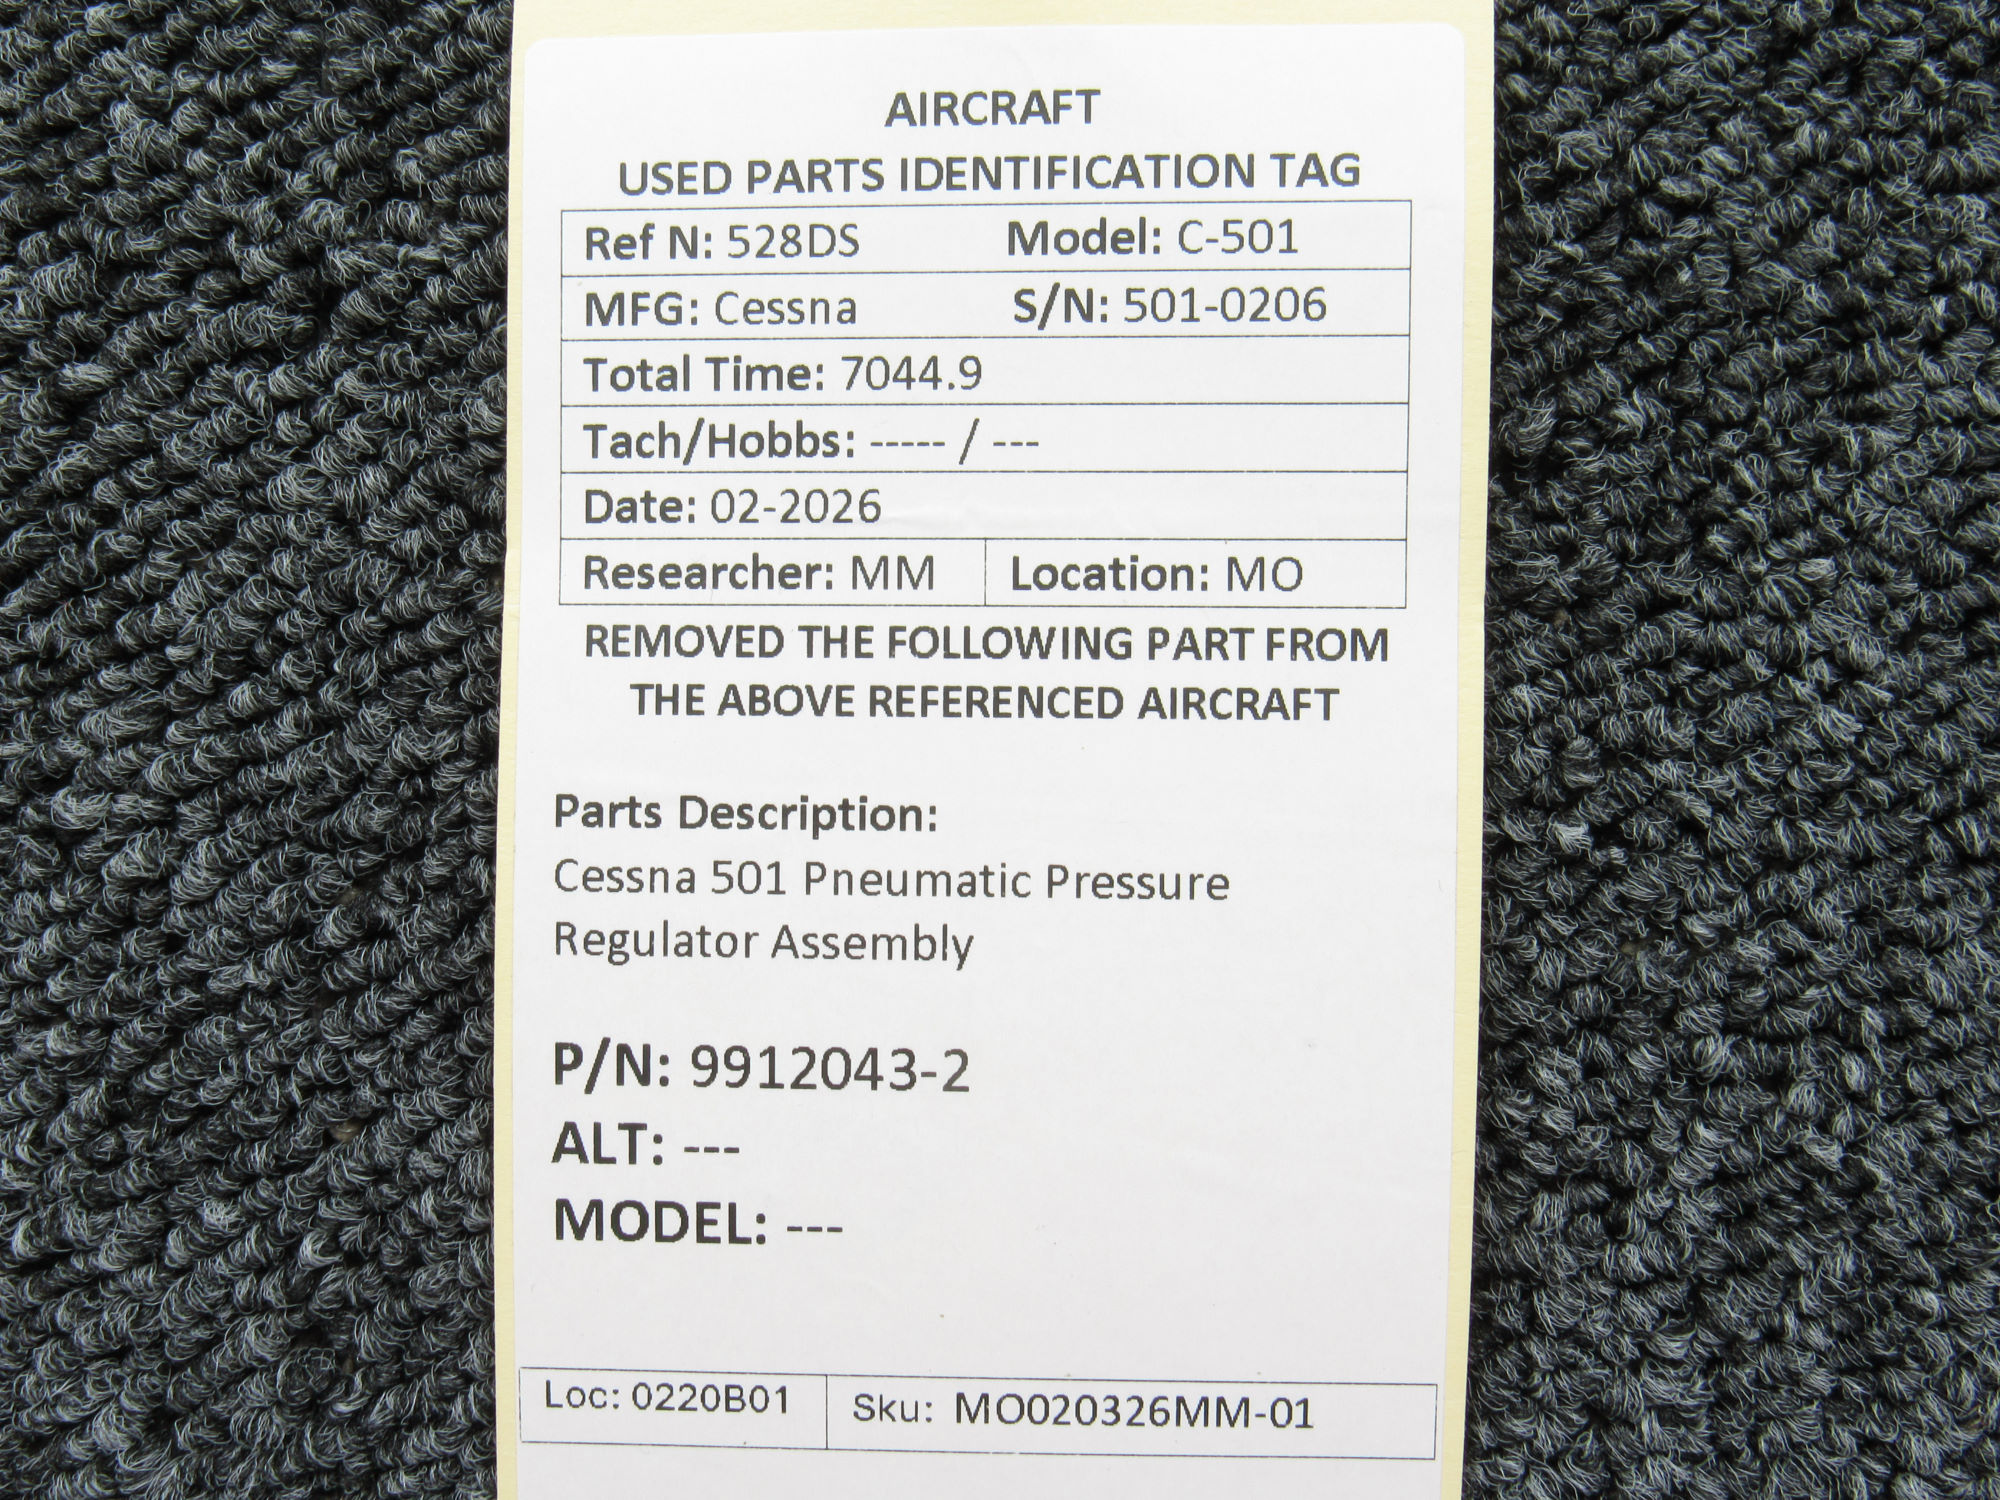 AIRCRAFT
USED PARTS IDENTIFICATION TAG
Ref N: 528DS Model: C-501
MFG: Cessna S/N: 501-0206
Total Time: 7044.9
Tach/Hobbs: ----- / ---
Date: 02-2026
Researcher: MM Location: MO
REMOVED THE FOLLOWING PART FROM
THE ABOVE REFERENCED AIRCRAFT
Parts Description:
Cessna 501 Pneumatic Pressure
Regulator Assembly
P/N: 9912043-2
ALT: ---
MODEL: ---
Loc: 0220B01 Sku: MO020326MM-01